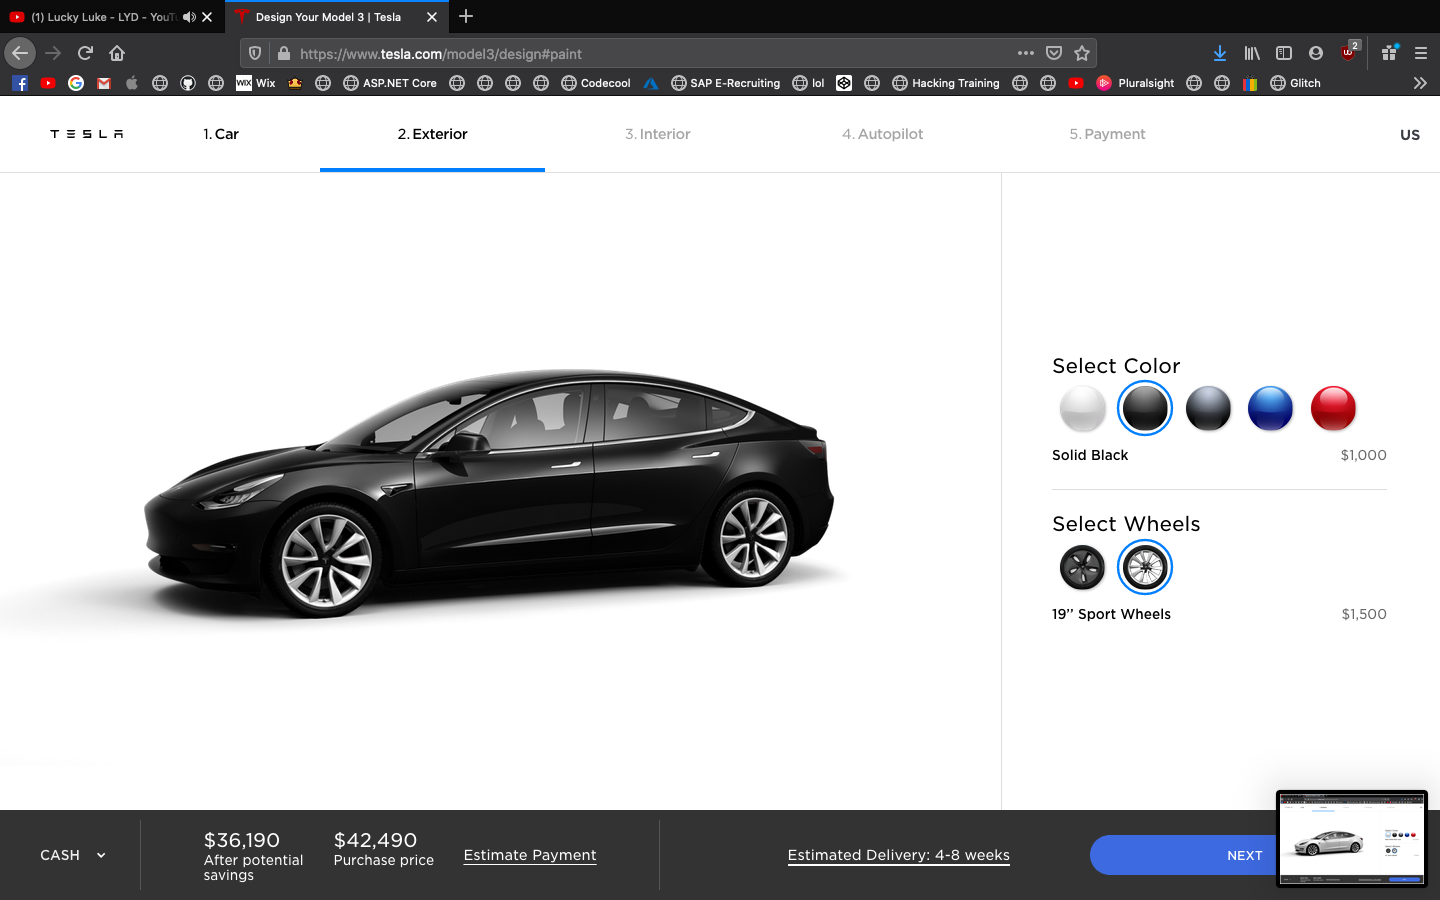 (1) Lucky Luke - LYD - YouTu
Design Your Model 3 | Tesla
https://www.tesla.com/model3/design#paint
2
WIX Wix
ASP.NET Core
Codecool
SAP E-Recruiting
lol
Hacking Training
Pluralsight
Glitch
TESLA
1. Car
2. Exterior
3. Interior
4. Autopilot
5. Payment
US
Select Color
Solid Black
$1,000
Select Wheels
19’’ Sport Wheels
$1,500
CASH
$36,190
After potential
savings
$42,490
Purchase price
Estimate Payment
Estimated Delivery: 4-8 weeks
NEXT